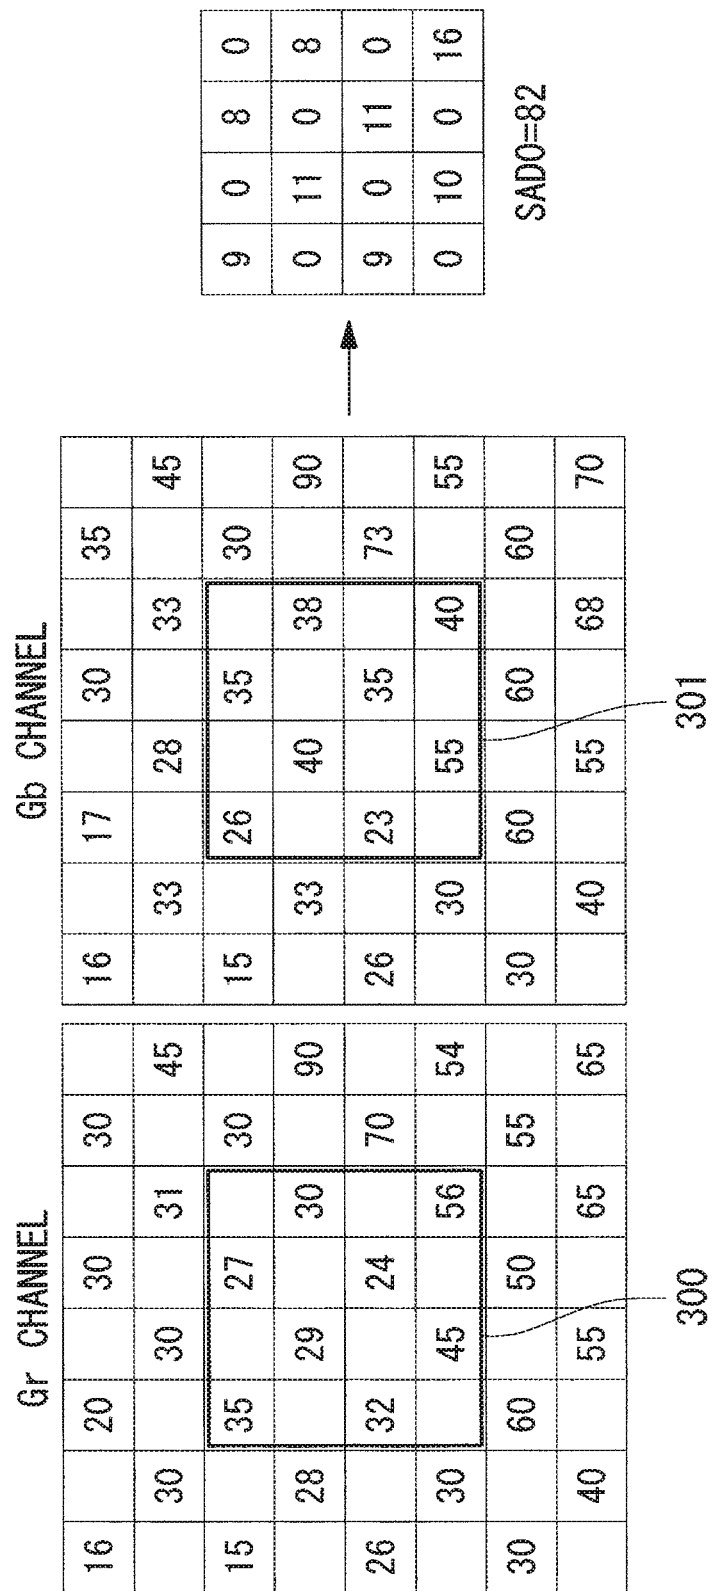 Gr CHANNEL
16 20 30 30
30 30 31 45
15 35 27 30
28 29 30 90
26 32 24 70
30 45 56 54
30 60 50 55
40 55 65 65
300
Gb CHANNEL
16 17 30 35
33 28 33 45
15 26 35 30
33 40 38 90
26 23 35 73
30 55 40 55
30 60 60 60
40 55 68 70
301
9 0 8 0
0 11 0 8
9 0 11 0
0 10 0 16
SAD0=82